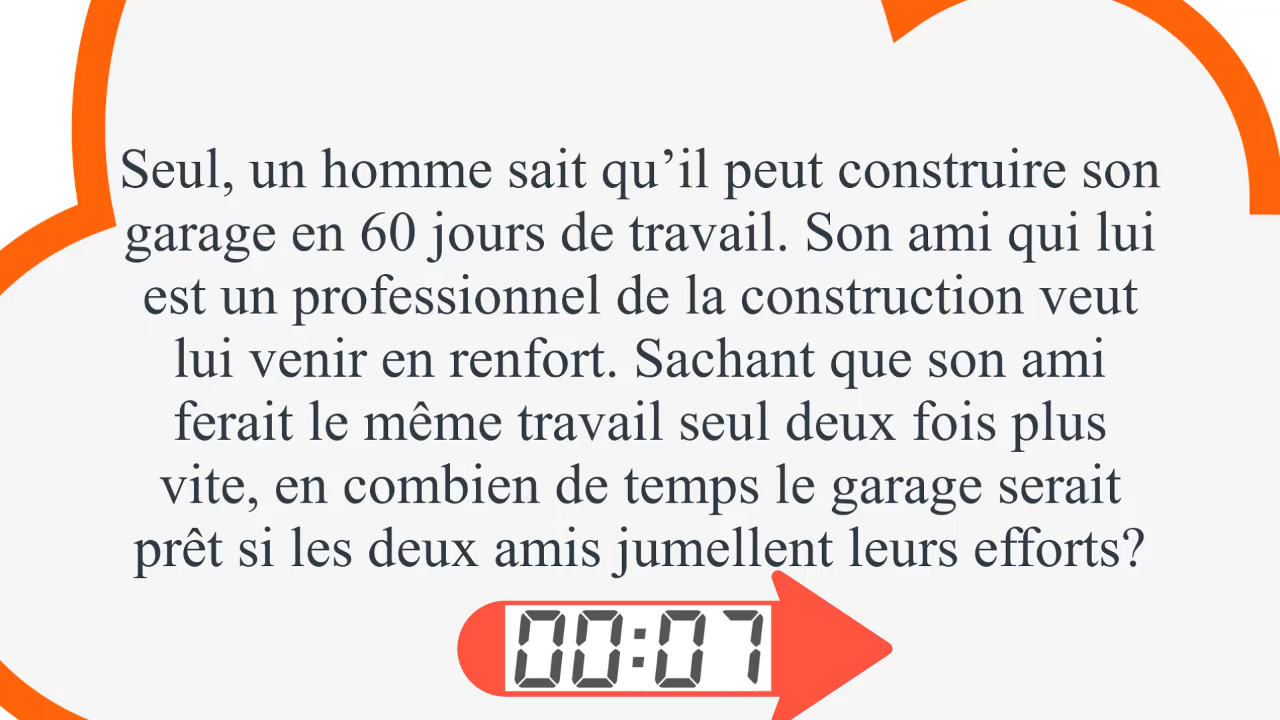 Seul, un homme sait qu’il peut construire son
garage en 60 jours de travail. Son ami qui lui
est un professionnel de la construction veut
lui venir en renfort. Sachant que son ami
ferait le même travail seul deux fois plus
vite, en combien de temps le garage serait
prêt si les deux amis jumellent leurs efforts?
00:07